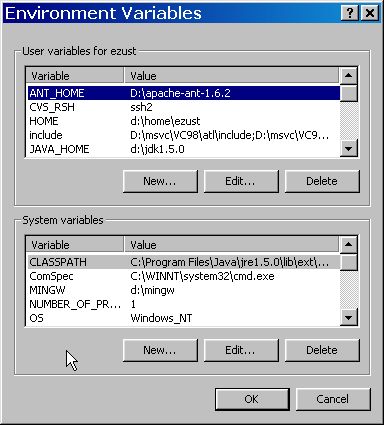 Environment Variables
User variables for ezust
Variable Value
ANT_HOME D:\apache-ant-1.6.2
CVS_RSH ssh2
HOME d:\home\ezust
include D:\msvc\VC98\atl\include;D:\msvc\VC9...
JAVA_HOME d:\jdk1.5.0
New... Edit... Delete
System variables
Variable Value
CLASSPATH C:\Program Files\Java\jre1.5.0\lib\ext\...
ComSpec C:\WINNT\system32\cmd.exe
MINGW d:\mingw
NUMBER_OF_PR... 1
OS Windows_NT
New... Edit... Delete
OK Cancel